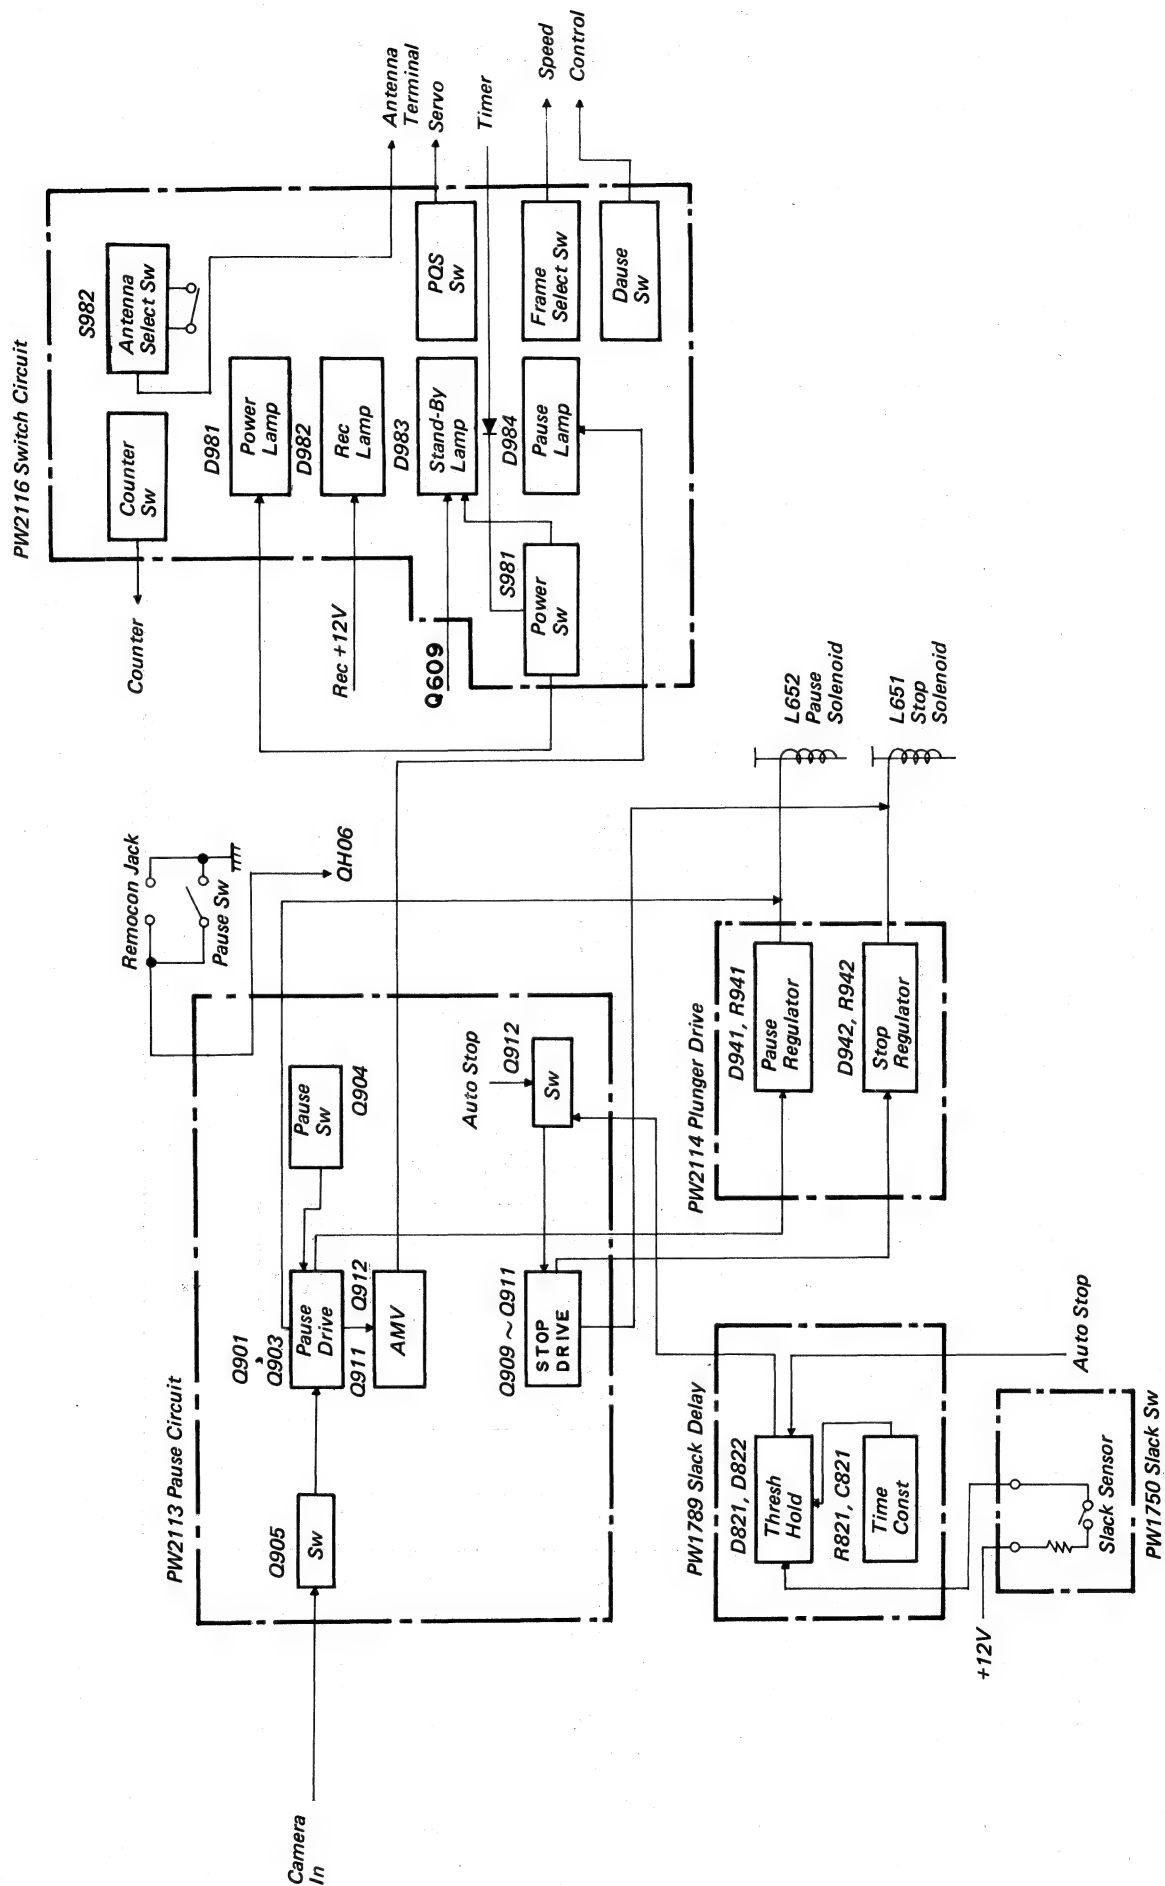 PW2116 Switch Circuit
Counter
Counter
Sw
S982
Antenna
Select Sw
Antenna
Terminal
D981
Power
Lamp
Rec +12V
D982
Rec
Lamp
Q609
D983
Stand-By
Lamp
PQS
Sw
Servo
Timer
S981
Power
Sw
D984
Pause
Lamp
Frame
Select Sw
Speed
Dause
Sw
Control
Remocon Jack
Pause Sw
QH06
PW2113 Pause Circuit
Camera
In
Q905
Sw
Q901
Q903
Pause
Drive
Pause
Sw
Q904
Q911
Q912
AMV
Auto Stop
Q912
Sw
Q909 ~ Q911
STOP
DRIVE
PW2114 Plunger Drive
D941, R941
Pause
Regulator
D942, R942
Stop
Regulator
L652
Pause
Solenoid
L651
Stop
Solenoid
PW1789 Slack Delay
D821, D822
Thresh
Hold
R821, C821
Time
Const
Auto Stop
+12V
Slack Sensor
PW1750 Slack Sw